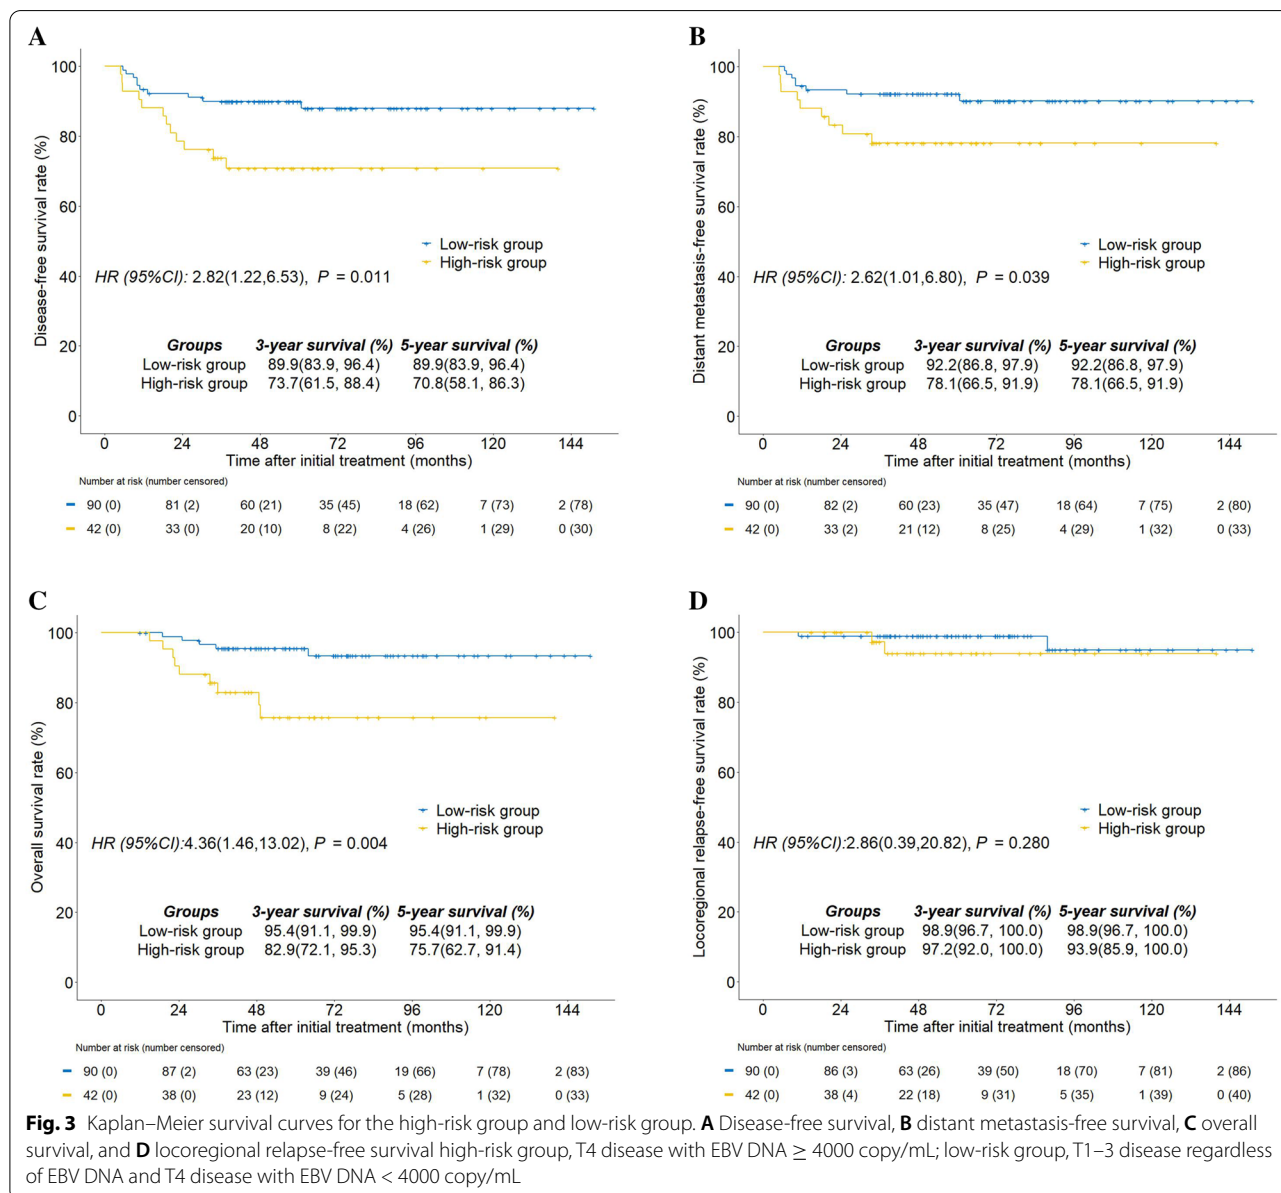 A
100
80
60
40
20
0
Disease-free survival rate (%)
Low-risk group
High-risk group
HR (95%CI): 2.82(1.22,6.53), P = 0.011
Groups 3-year survival (%) 5-year survival (%)
Low-risk group 89.9(83.9, 96.4) 89.9(83.9, 96.4)
High-risk group 73.7(61.5, 88.4) 70.8(58.1, 86.3)
0 24 48 72 96 120 144
Time after initial treatment (months)
Number at risk (number censored)
90 (0) 81 (2) 60 (21) 35 (45) 18 (62) 7 (73) 2 (78)
42 (0) 33 (0) 20 (10) 8 (22) 4 (26) 1 (29) 0 (30)
B
100
80
60
40
20
0
Distant metastasis-free survival rate (%)
Low-risk group
High-risk group
HR (95%CI): 2.62(1.01,6.80), P = 0.039
Groups 3-year survival (%) 5-year survival (%)
Low-risk group 92.2(86.8, 97.9) 92.2(86.8, 97.9)
High-risk group 78.1(66.5, 91.9) 78.1(66.5, 91.9)
0 24 48 72 96 120 144
Time after initial treatment (months)
Number at risk (number censored)
90 (0) 82 (2) 60 (23) 35 (47) 18 (64) 7 (75) 2 (80)
42 (0) 33 (2) 21 (12) 8 (25) 4 (29) 1 (32) 0 (33)
C
100
80
60
40
20
0
Overall survival rate (%)
Low-risk group
High-risk group
HR (95%CI):4.36(1.46,13.02), P = 0.004
Groups 3-year survival (%) 5-year survival (%)
Low-risk group 95.4(91.1, 99.9) 95.4(91.1, 99.9)
High-risk group 82.9(72.1, 95.3) 75.7(62.7, 91.4)
0 24 48 72 96 120 144
Time after initial treatment (months)
Number at risk (number censored)
90 (0) 87 (2) 63 (23) 39 (46) 19 (66) 7 (78) 2 (83)
42 (0) 38 (0) 23 (12) 9 (24) 5 (28) 1 (32) 0 (33)
D
100
80
60
40
20
0
Locoregional relapse-free survival rate (%)
Low-risk group
High-risk group
HR (95%CI):2.86(0.39,20.82), P = 0.280
Groups 3-year survival (%) 5-year survival (%)
Low-risk group 98.9(96.7, 100.0) 98.9(96.7, 100.0)
High-risk group 97.2(92.0, 100.0) 93.9(85.9, 100.0)
0 24 48 72 96 120 144
Time after initial treatment (months)
Number at risk (number censored)
90 (0) 86 (3) 63 (26) 39 (50) 18 (70) 7 (81) 2 (86)
42 (0) 38 (4) 22 (18) 9 (31) 5 (35) 1 (39) 0 (40)
Fig. 3 Kaplan–Meier survival curves for the high-risk group and low-risk group. A Disease-free survival, B distant metastasis-free survival, C overall
survival, and D locoregional relapse-free survival high-risk group, T4 disease with EBV DNA ≥ 4000 copy/mL; low-risk group, T1–3 disease regardless
of EBV DNA and T4 disease with EBV DNA < 4000 copy/mL